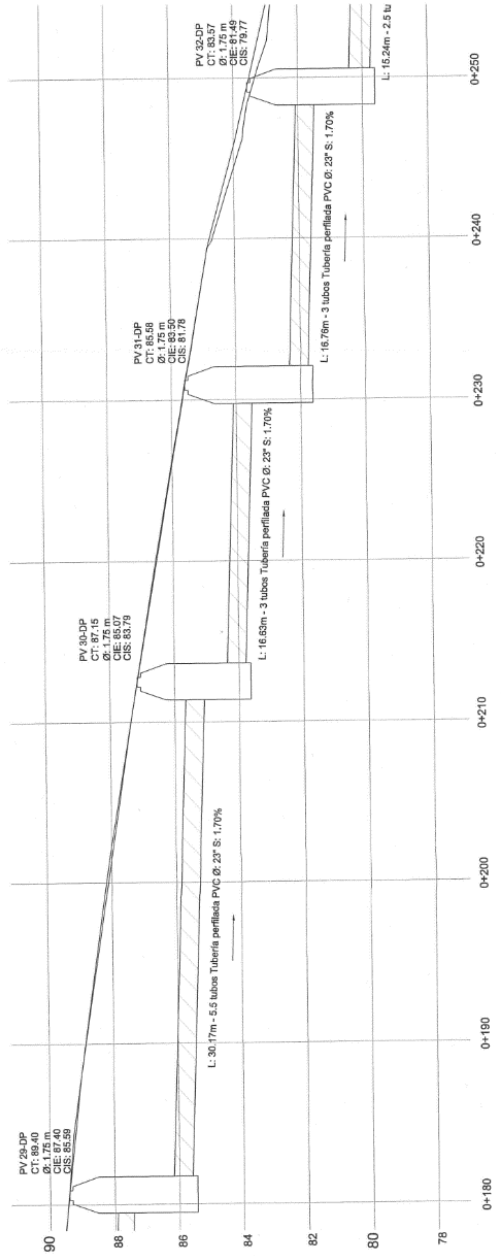 PV 29-DP
CT: 89.40
Ø: 1.75 m
CIE: 87.40
CIS: 85.59
PV 30-DP
CT: 87.15
Ø: 1.75 m
CIE: 85.07
CIS: 83.79
PV 31-DP
CT: 85.58
Ø: 1.75 m
CIE: 83.50
CIS: 81.78
PV 32-DP
CT: 83.57
Ø: 1.75 m
CIE: 81.49
CIS: 79.77
L: 30.17m - 5.5 tubos Tubería perfilada PVC Ø: 23" S: 1.70%
L: 16.63m - 3 tubos Tubería perfilada PVC Ø: 23" S: 1.70%
L: 16.76m - 3 tubos Tubería perfilada PVC Ø: 23" S: 1.70%
L: 15.24m - 2.5 tu
90
88
86
84
82
80
78
0+180
0+190
0+200
0+210
0+220
0+230
0+240
0+250